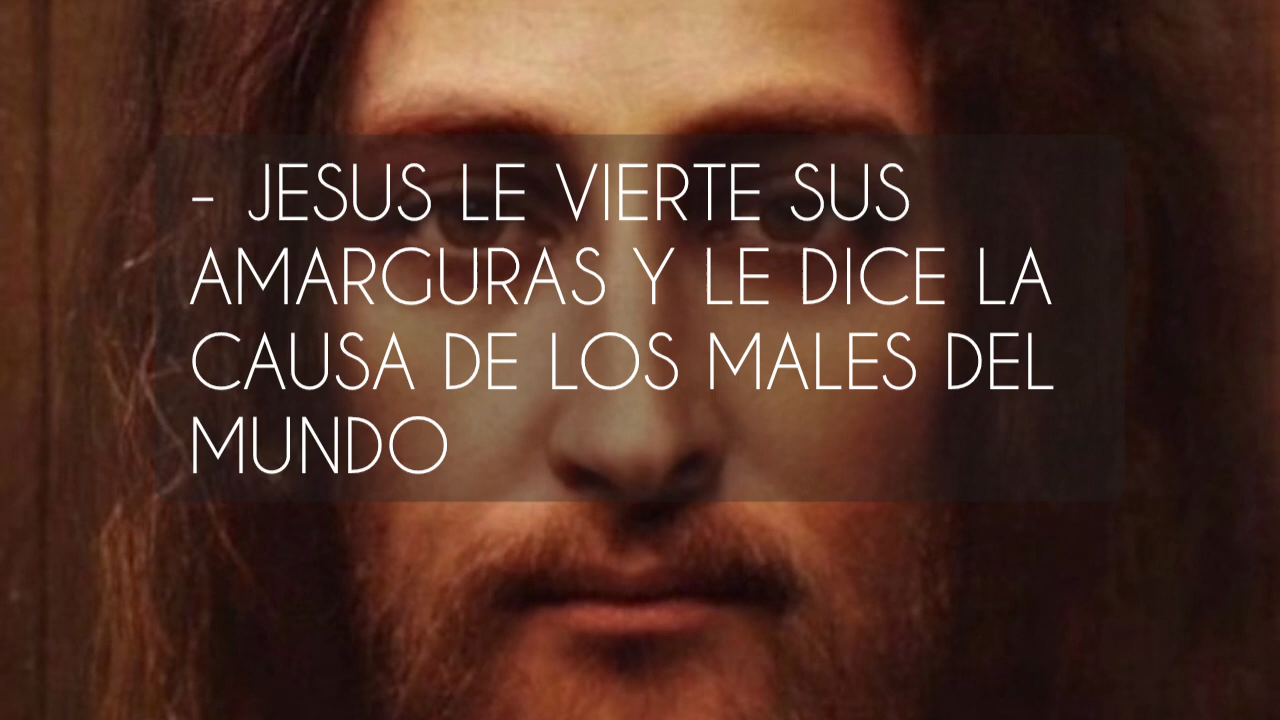 - JESUS LE VIERTE SUS
AMARGURAS Y LE DICE LA
CAUSA DE LOS MALES DEL
MUNDO